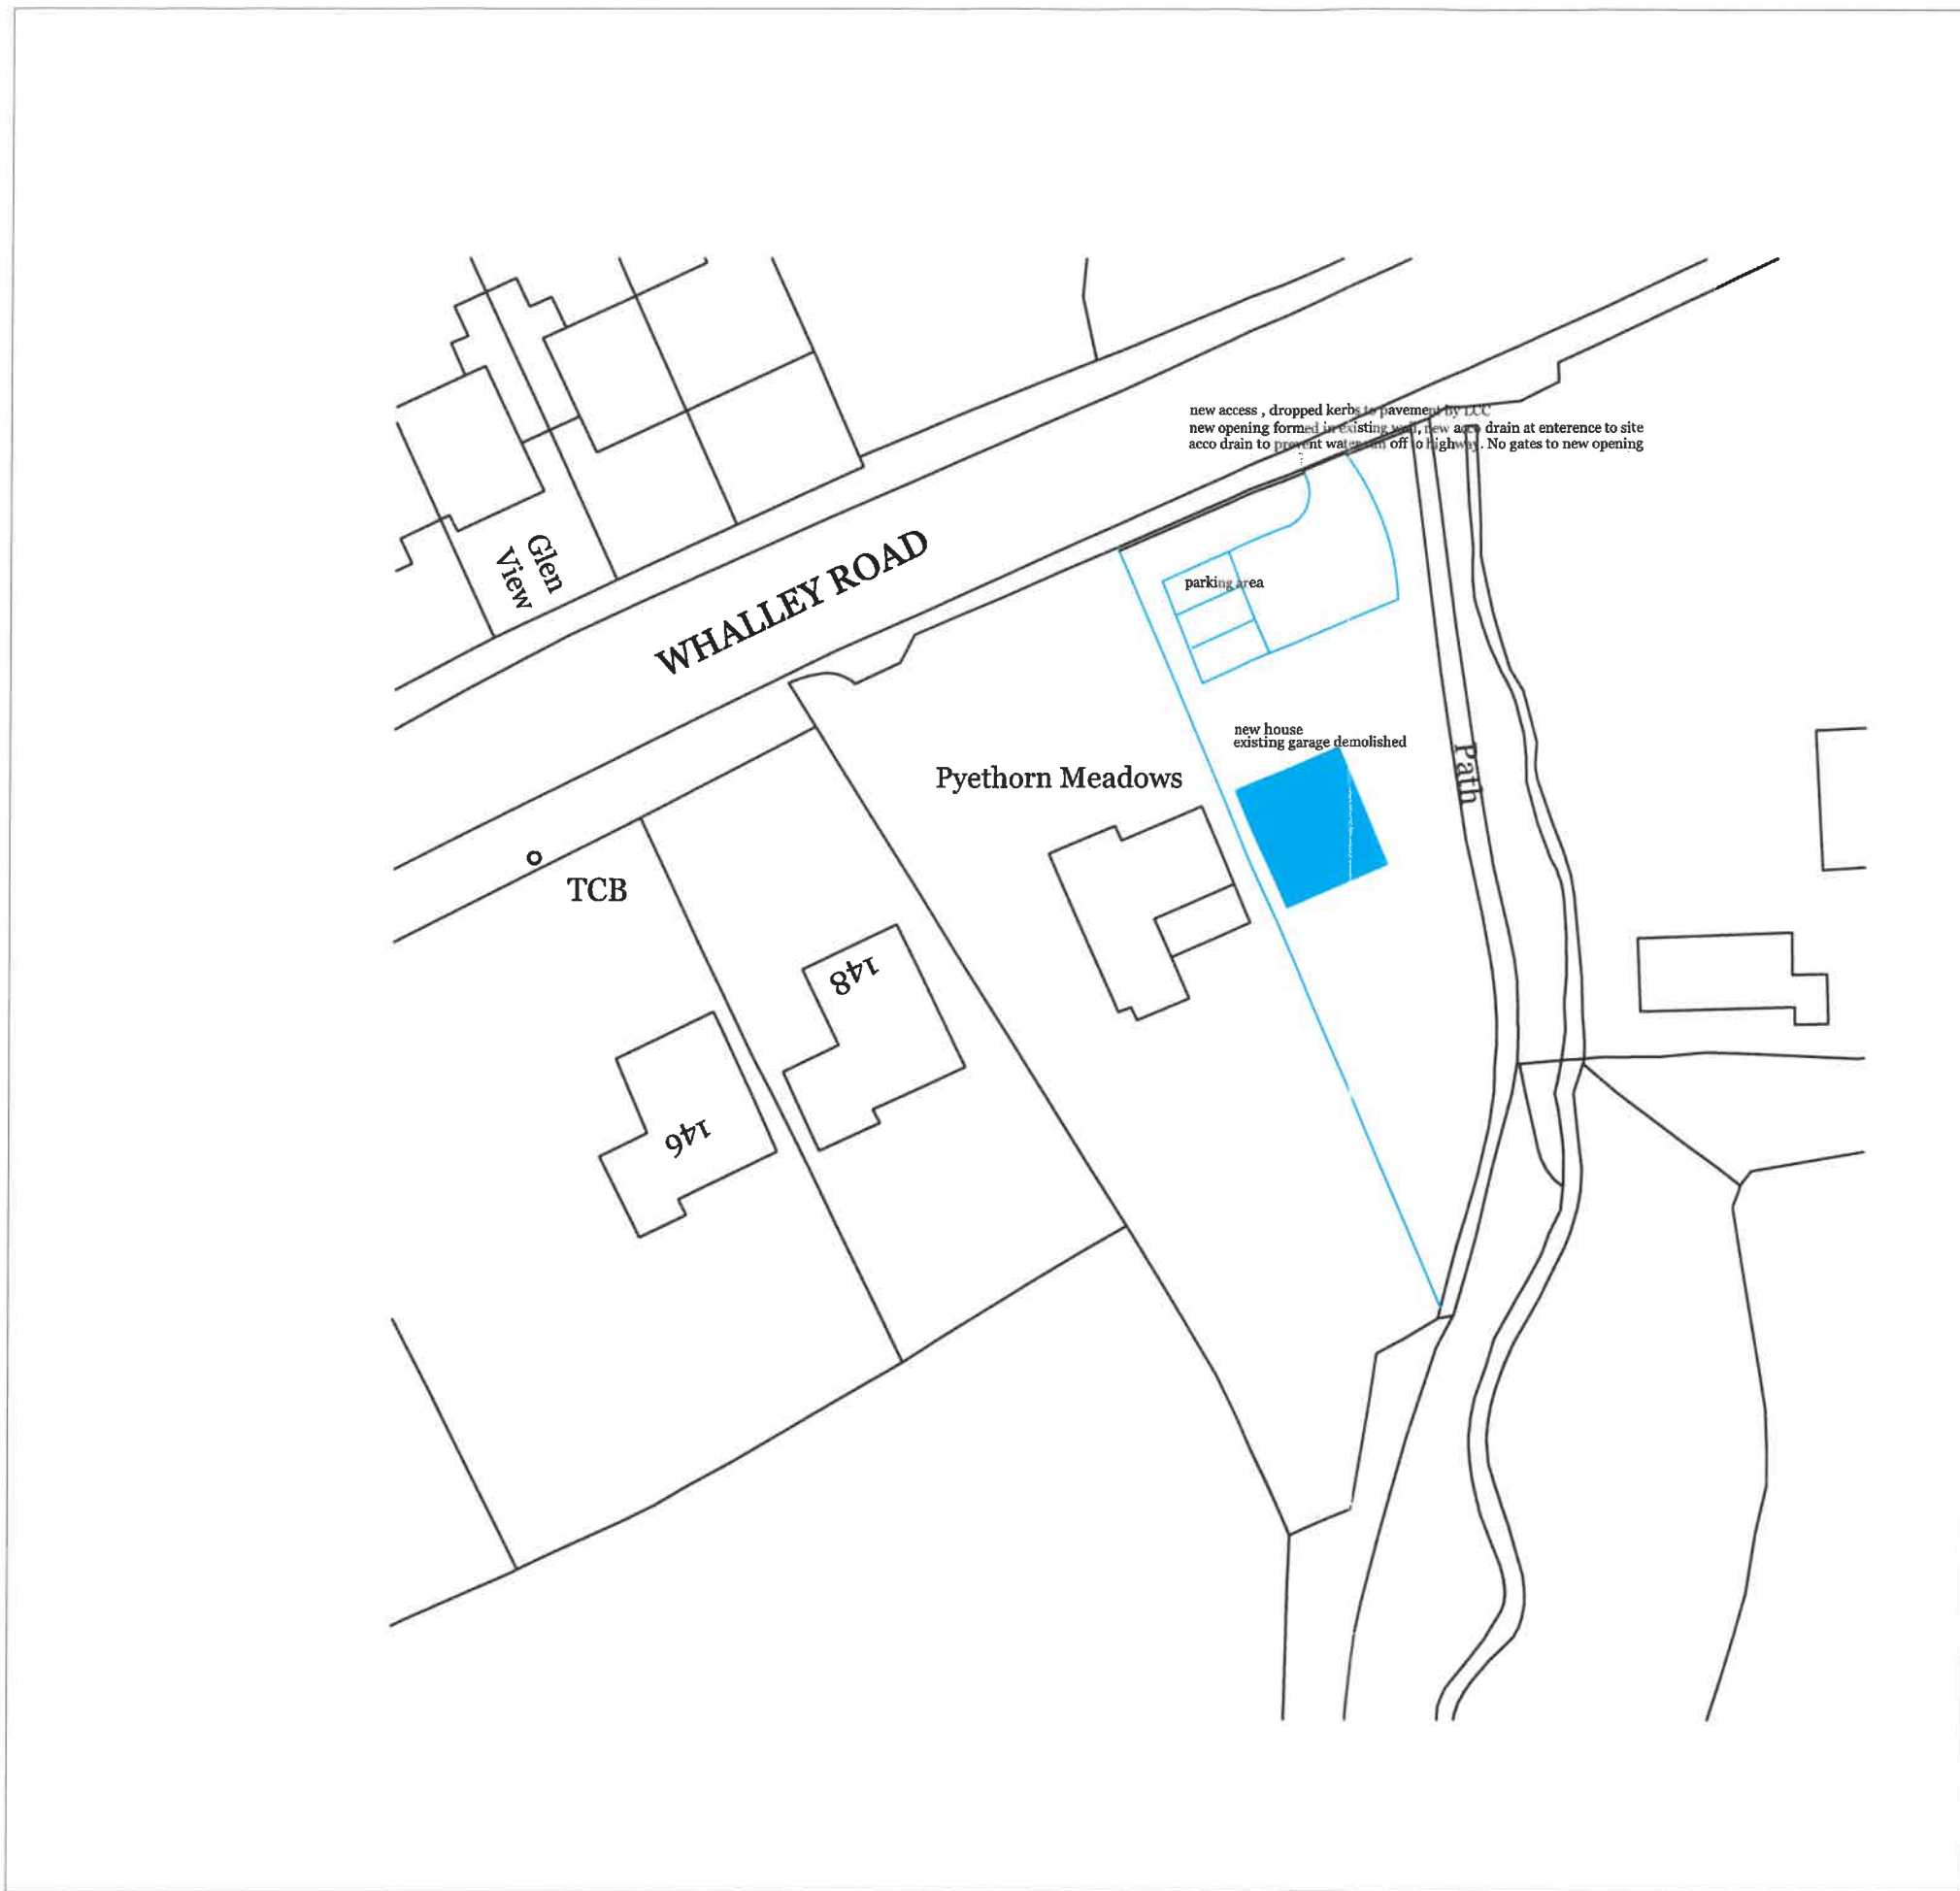 new access , dropped kerbs to pavement by LCC
new opening formed in existing wall, new acco drain at enterence to site
acco drain to prevent water run off to highway. No gates to new opening
Glen
View
WHALLEY ROAD
parking area
new house
existing garage demolished
Pyethorn Meadows
Path
TCB
148
146